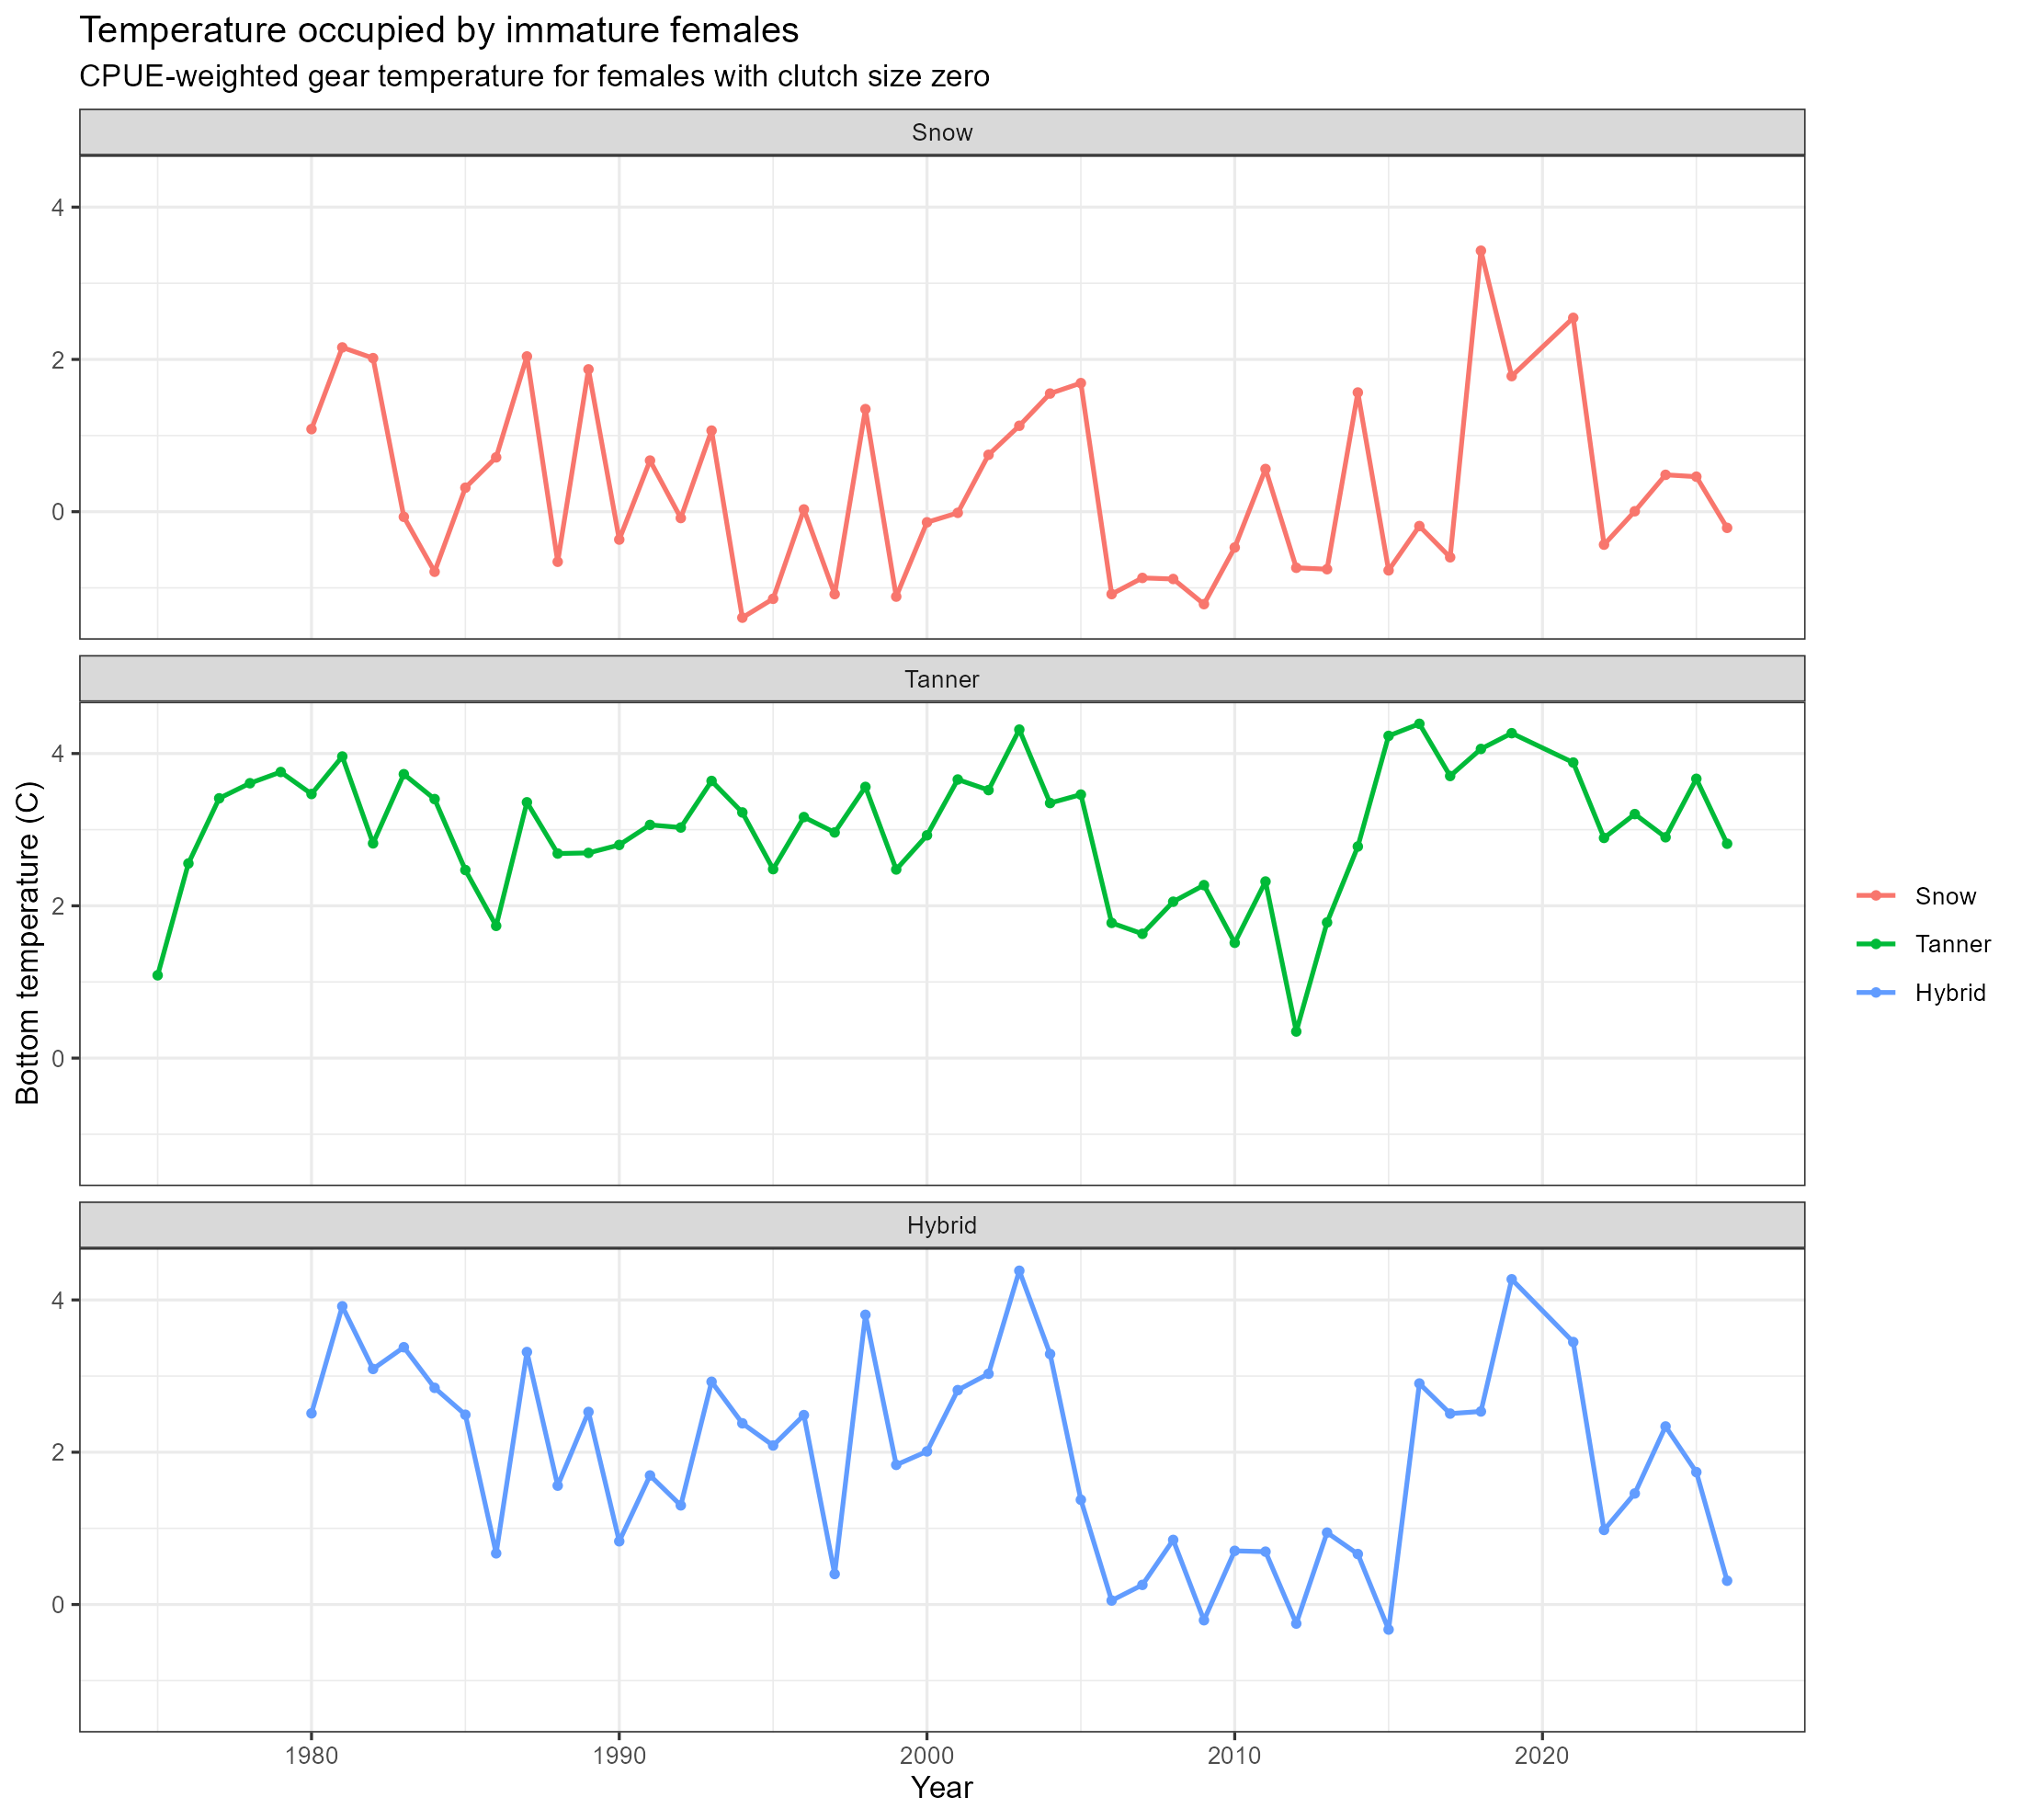 Temperature occupied by immature females
CPUE-weighted gear temperature for females with clutch size zero
Snow
4
2
0
Tanner
4
2
0
Hybrid
4
2
0
1980 1990 2000 2010 2020
Year
Bottom temperature (C)
Snow
Tanner
Hybrid